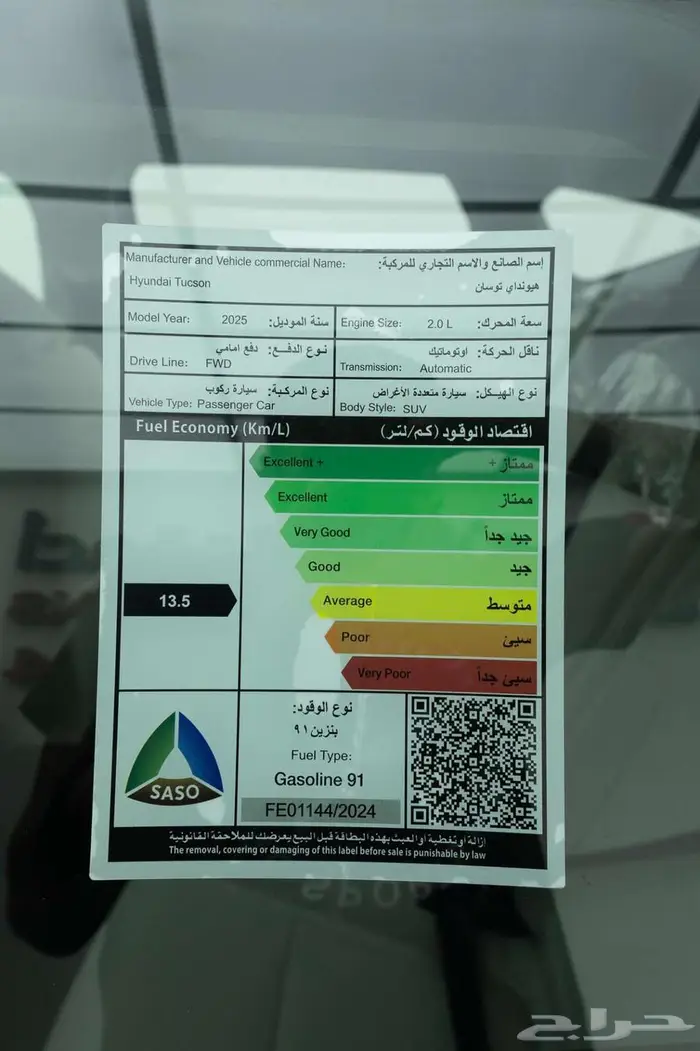 Manufacturer and Vehicle commercial Name: إسم الصانع والاسم التجاري للمركبة:
Hyundai Tucson هيونداي توسان
Model Year: 2025 سنة الموديل: Engine Size: 2.0 L سعة المحرك:
نوع الدفـع: دفع امامي ناقل الحركة: اوتوماتيك
Drive Line: FWD Transmission: Automatic
نوع المركبة: سيارة ركوب نوع الهيـكل: سيارة متعددة الأغراض
Vehicle Type: Passenger Car Body Style: SUV
Fuel Economy (Km/L) اقتصاد الوقود (كم/لتر)
Excellent + ممتاز +
Excellent ممتاز
Very Good جيد جداً
Good جيد
13.5 Average متوسط
Poor سيئ
Very Poor سيئ جداً
نوع الوقود:
بنزين ٩١
Fuel Type:
Gasoline 91
SASO
FE01144/2024
إزالة أو تغطية أو العبث بهذه البطاقة قبل البيع يعرضك للملاحقة القانونية
The removal, covering or damaging of this label before sale is punishable by law
حراج